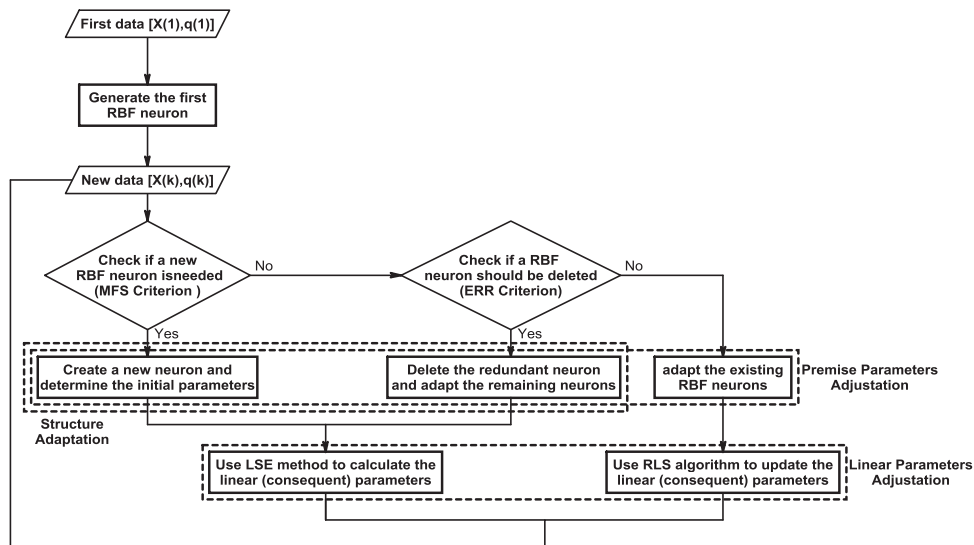 First data [X(1),q(1)]
Generate the first
RBF neuron
New data [X(k),q(k)]
Check if a new
RBF neuron isneeded
(MFS Criterion )
No
Yes
Check if a RBF
neuron should be deleted
(ERR Criterion)
No
Yes
Create a new neuron and
determine the initial parameters
Delete the redundant neuron
and adapt the remaining neurons
adapt the existing
RBF neurons
Premise Parameters
Adjustation
Structure
Adaptation
Use LSE method to calculate the
linear (consequent) parameters
Use RLS algorithm to update the
linear (consequent) parameters
Linear Parameters
Adjustation